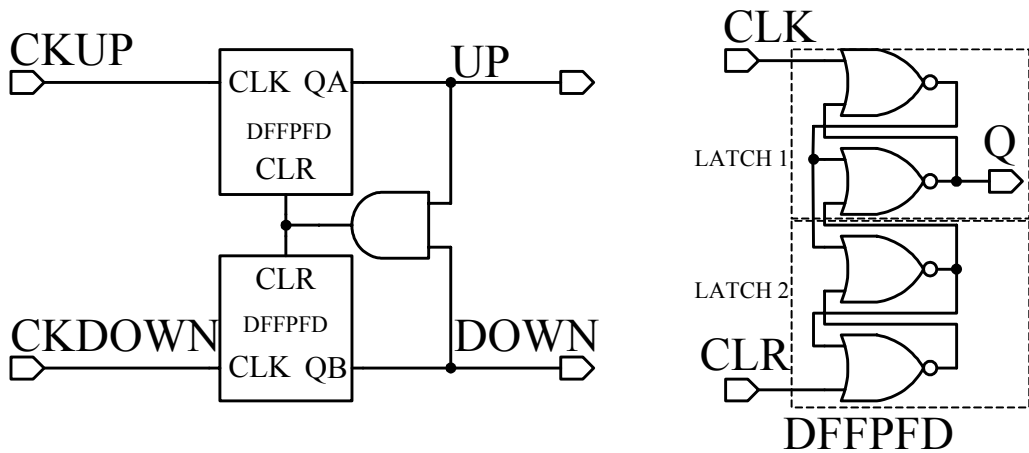 CKUP
CLK QA
DFFPFD
CLR
UP
CLR
DFFPFD
CLK QB
CKDOWN
DOWN
CLK
LATCH 1
Q
LATCH 2
CLR
DFFPFD